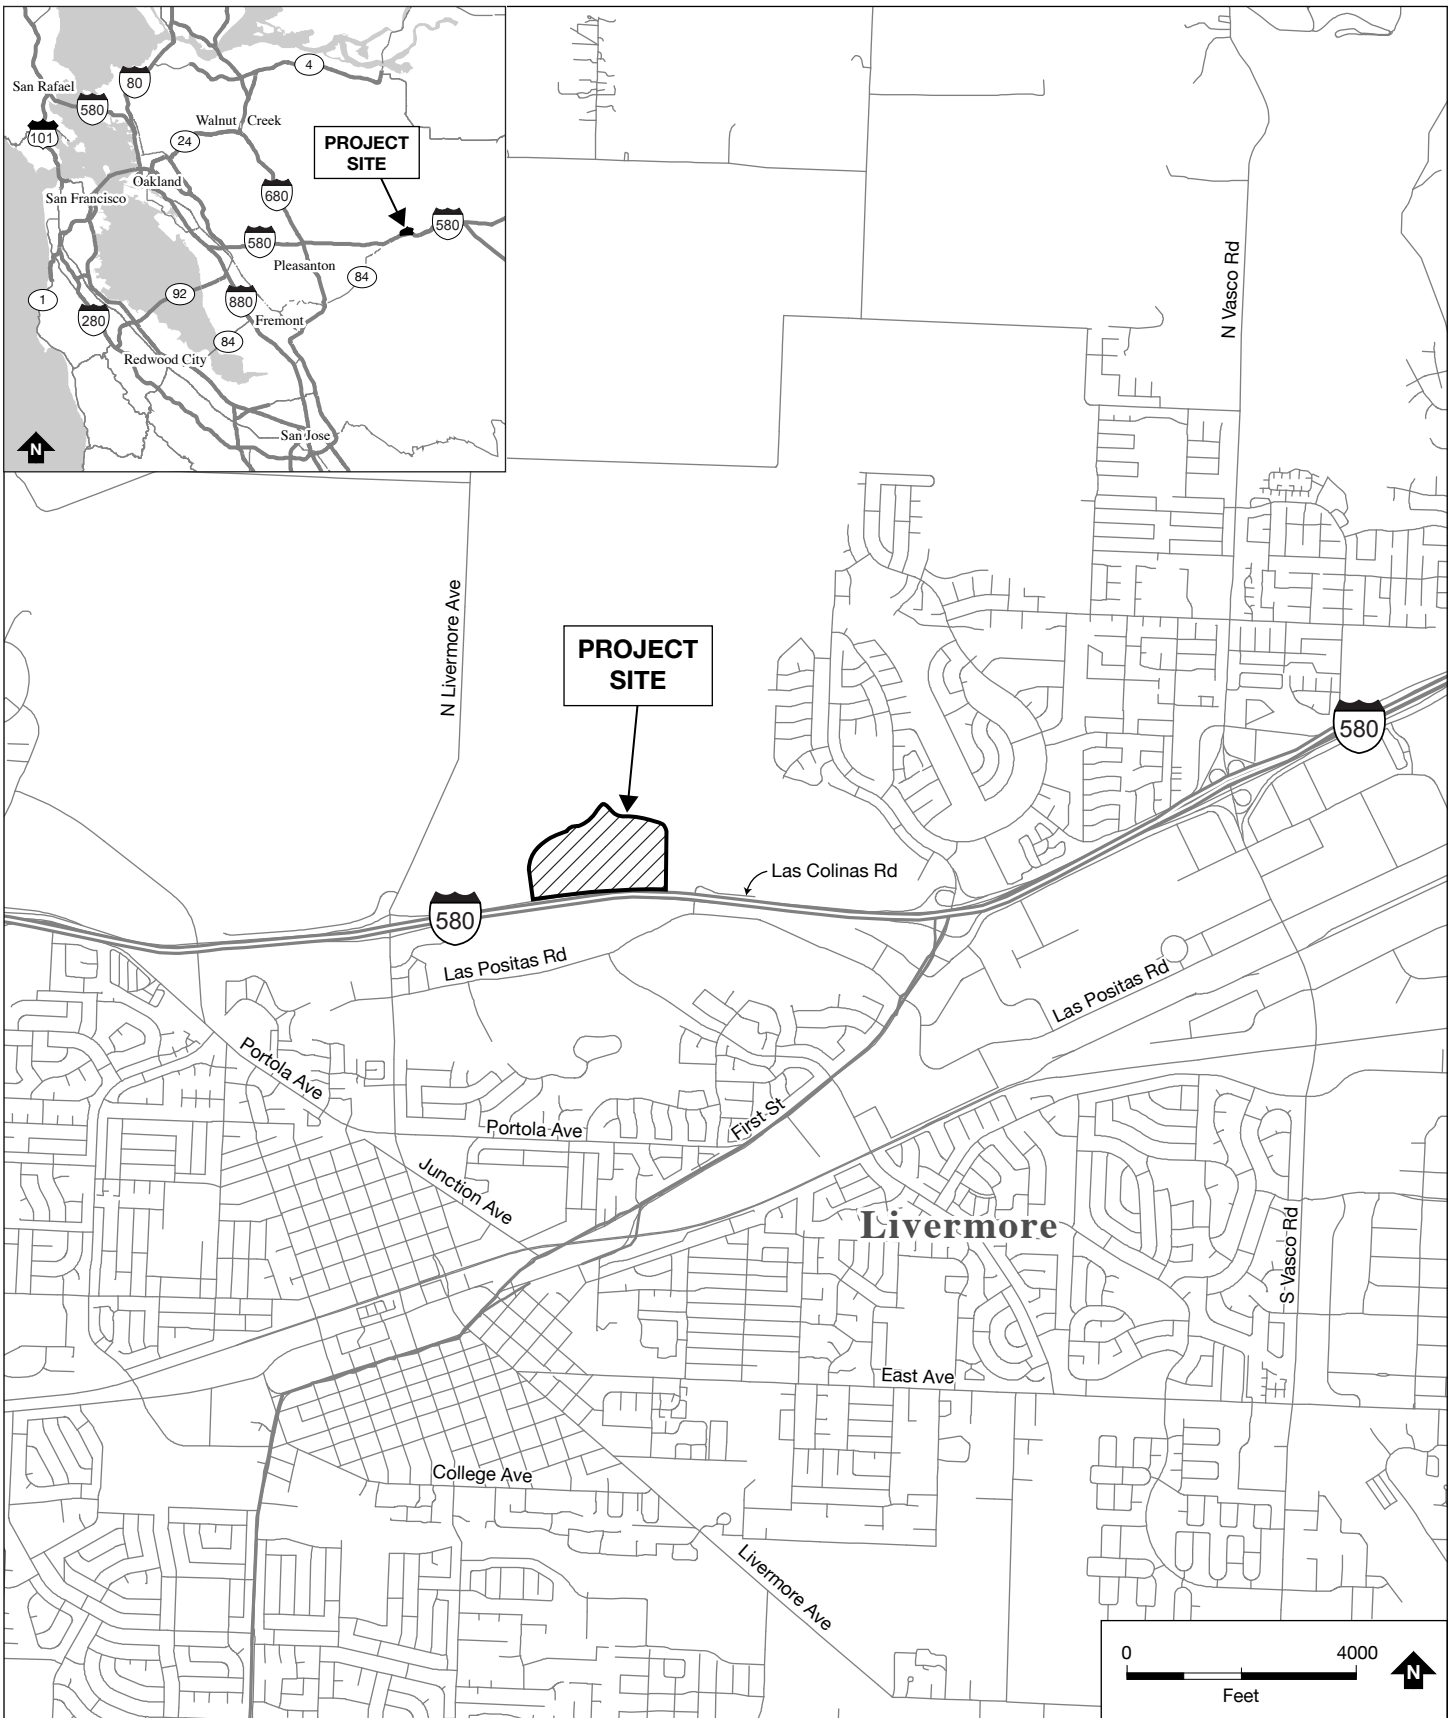 80
4
San Rafael
580
101
Walnut Creek
24
PROJECT
SITE
Oakland
680
San Francisco
580
580
Pleasanton
84
92
880
1
280
Fremont
84
Redwood City
San Jose
N
N Vasco Rd
N Livermore Ave
PROJECT
SITE
580
Las Colinas Rd
580
Las Positas Rd
Las Positas Rd
Portola Ave
First St
Portola Ave
Junction Ave
Livermore
S Vasco Rd
East Ave
College Ave
Livermore Ave
0 4000
Feet
N